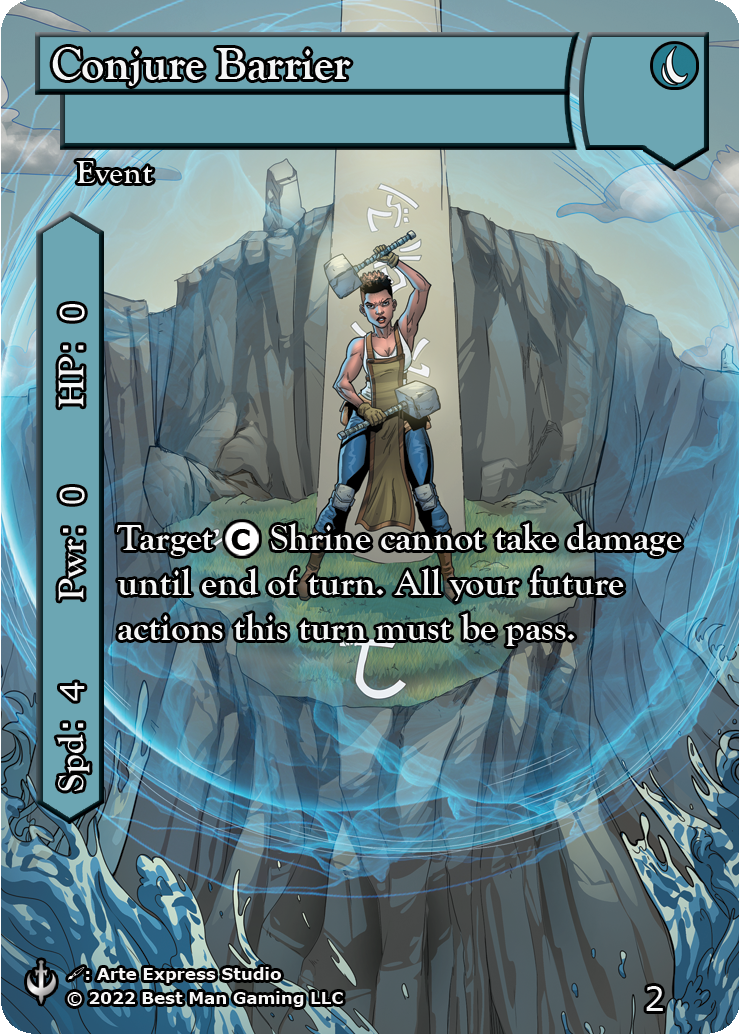 Conjure Barrier
Event
HP: 0
Pwr: 0
Spd: 4
Target C Shrine cannot take damage
until end of turn. All your future
actions this turn must be pass.
: Arte Express Studio
© 2022 Best Man Gaming LLC
2